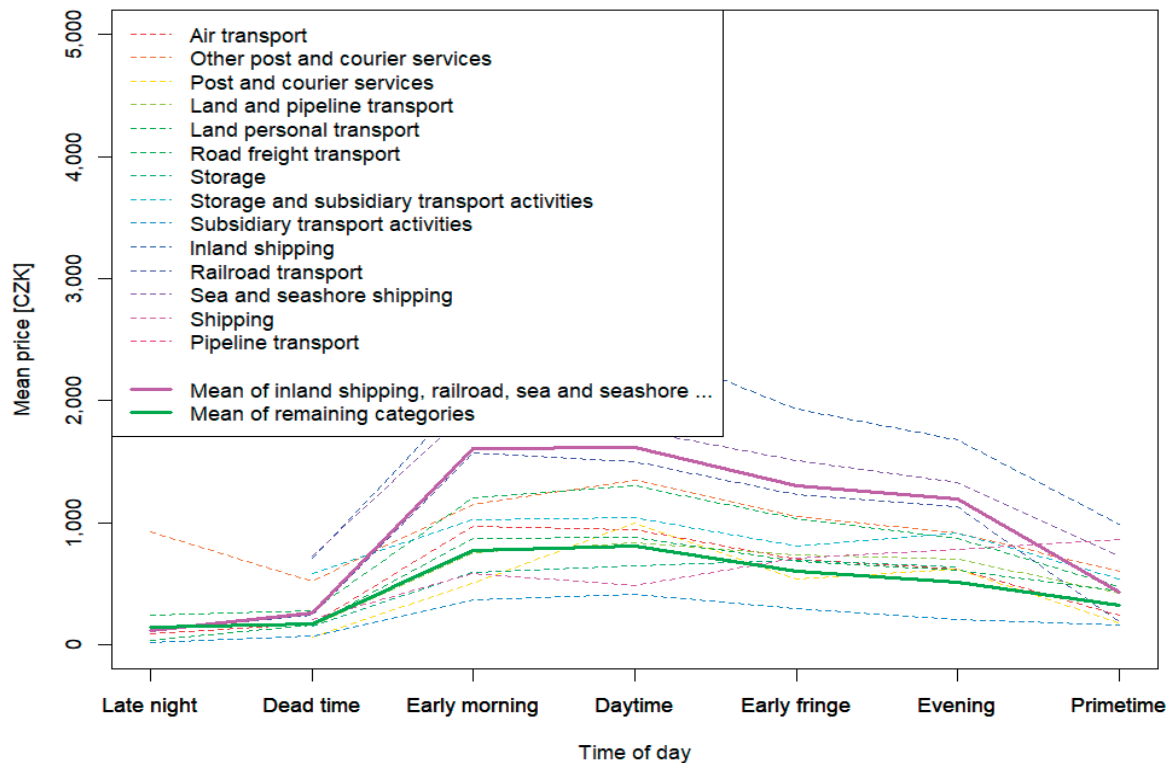 5,000
4,000
3,000
2,000
1,000
0
Mean price [CZK]
Air transport
Other post and courier services
Post and courier services
Land and pipeline transport
Land personal transport
Road freight transport
Storage
Storage and subsidiary transport activities
Subsidiary transport activities
Inland shipping
Railroad transport
Sea and seashore shipping
Shipping
Pipeline transport
Mean of inland shipping, railroad, sea and seashore ...
Mean of remaining categories
Late night Dead time Early morning Daytime Early fringe Evening Primetime
Time of day